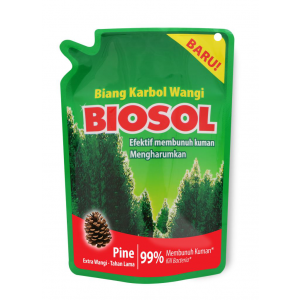 BARU!
Biang Karbol Wangi
BIOSOL
Efektif membunuh kuman
Mengharumkan
Pine
Extra Wangi - Tahan Lama
99%
Membunuh Kuman*
Kill Bacteria*